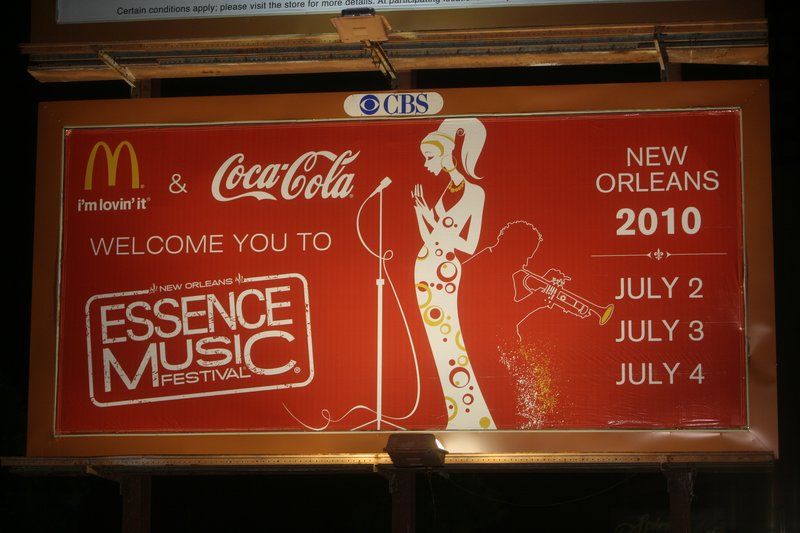 Certain conditions apply; please visit the store for more details. At participating
CBS
M
i'm lovin' it®
&
Coca-Cola®
WELCOME YOU TO
NEW ORLEANS
ESSENCE
MUSIC®
FESTIVAL
NEW
ORLEANS
2010
JULY 2
JULY 3
JULY 4